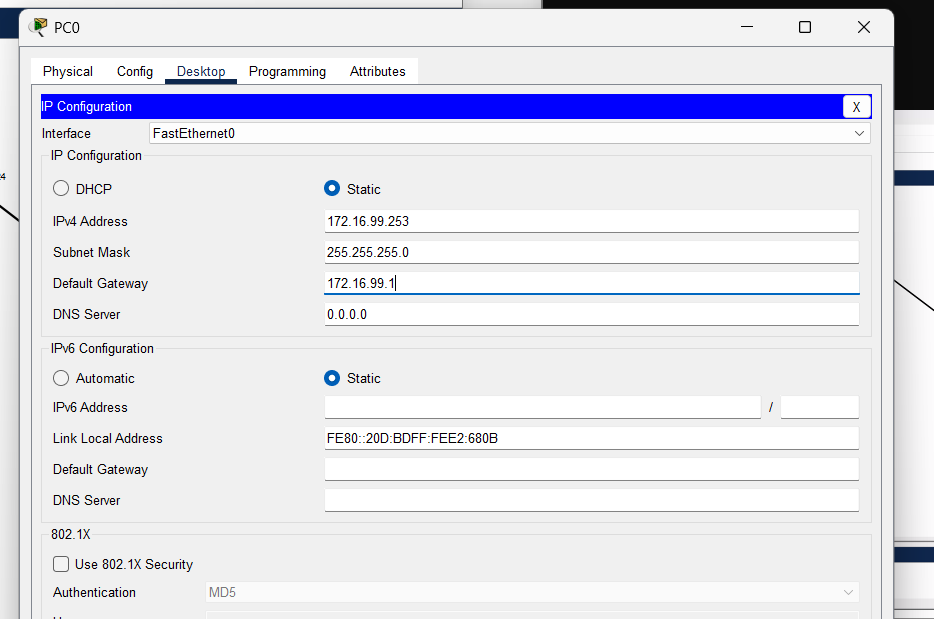 PC0
Physical Config Desktop Programming Attributes
IP Configuration X
Interface FastEthernet0
IP Configuration
DHCP Static
IPv4 Address 172.16.99.253
Subnet Mask 255.255.255.0
Default Gateway 172.16.99.1
DNS Server 0.0.0.0
IPv6 Configuration
Automatic Static
IPv6 Address /
Link Local Address FE80::20D:BDFF:FEE2:680B
Default Gateway
DNS Server
802.1X
Use 802.1X Security
Authentication MD5